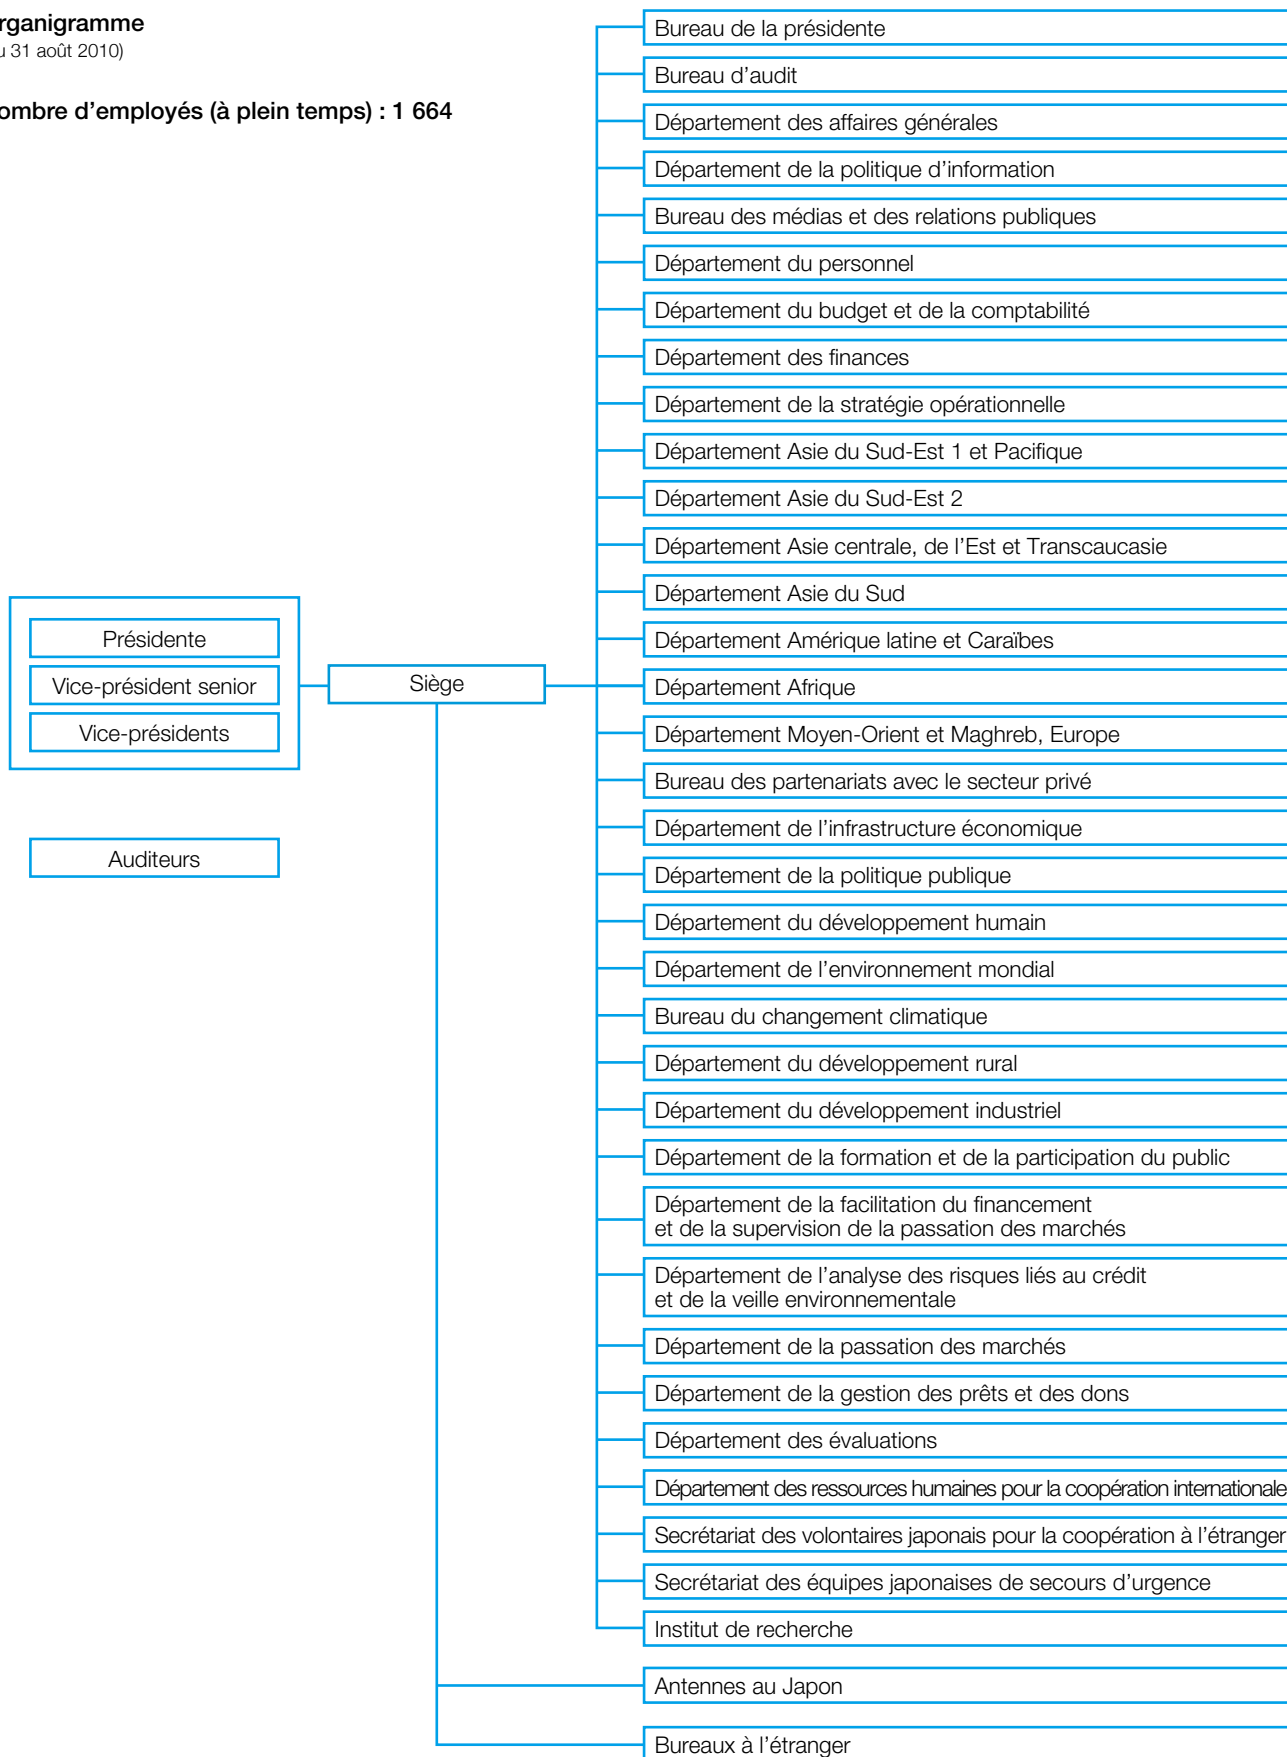 rganigramme
u 31 août 2010)
ombre d’employés (à plein temps) : 1 664
Présidente
Vice-président senior
Vice-présidents
Auditeurs
Siège
Bureau de la présidente
Bureau d’audit
Département des affaires générales
Département de la politique d’information
Bureau des médias et des relations publiques
Département du personnel
Département du budget et de la comptabilité
Département des finances
Département de la stratégie opérationnelle
Département Asie du Sud-Est 1 et Pacifique
Département Asie du Sud-Est 2
Département Asie centrale, de l’Est et Transcaucasie
Département Asie du Sud
Département Amérique latine et Caraïbes
Département Afrique
Département Moyen-Orient et Maghreb, Europe
Bureau des partenariats avec le secteur privé
Département de l’infrastructure économique
Département de la politique publique
Département du développement humain
Département de l’environnement mondial
Bureau du changement climatique
Département du développement rural
Département du développement industriel
Département de la formation et de la participation du public
Département de la facilitation du financement
et de la supervision de la passation des marchés
Département de l’analyse des risques liés au crédit
et de la veille environnementale
Département de la passation des marchés
Département de la gestion des prêts et des dons
Département des évaluations
Département des ressources humaines pour la coopération internationale
Secrétariat des volontaires japonais pour la coopération à l’étranger
Secrétariat des équipes japonaises de secours d’urgence
Institut de recherche
Antennes au Japon
Bureaux à l’étranger